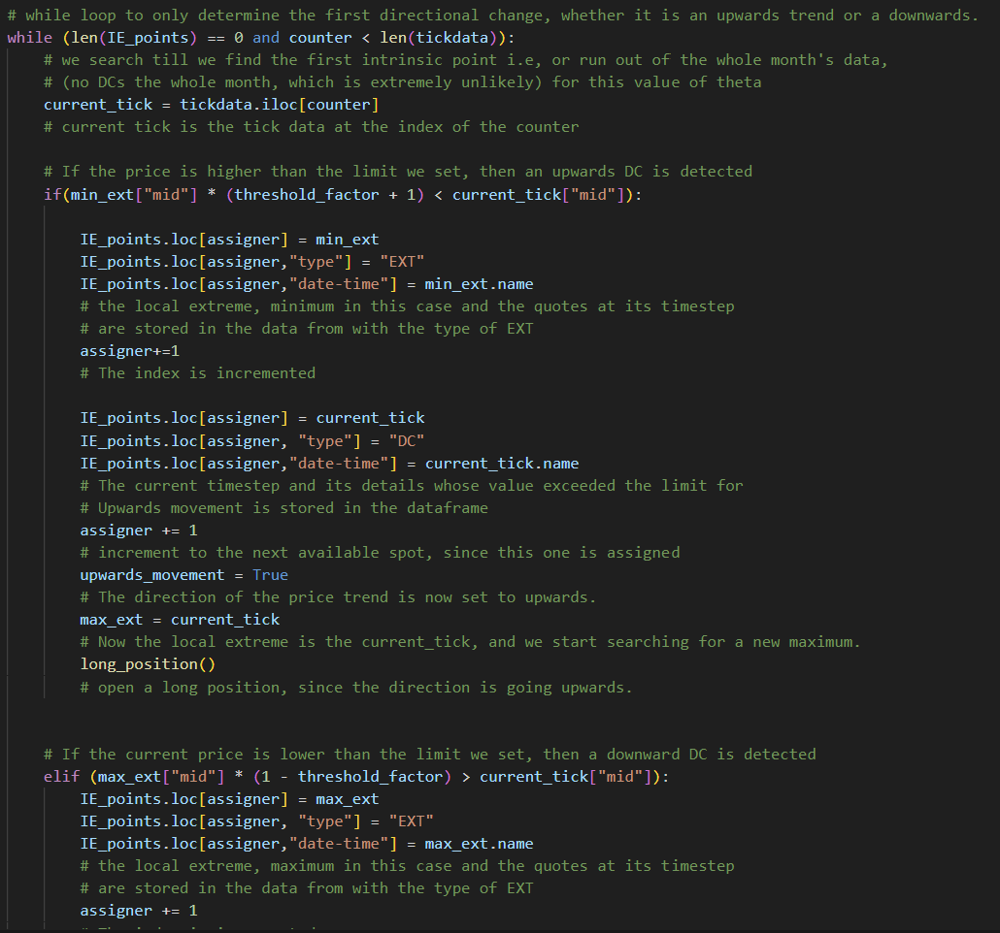 # while loop to only determine the first directional change, whether it is an upwards trend or a downwards.
while (len(IE_points) == 0 and counter < len(tickdata)):
    # we search till we find the first intrinsic point i.e, or run out of the whole month's data,
    # (no DCs the whole month, which is extremely unlikely) for this value of theta
    current_tick = tickdata.iloc[counter]
    # current tick is the tick data at the index of the counter

    # If the price is higher than the limit we set, then an upwards DC is detected
    if(min_ext["mid"] * (threshold_factor + 1) < current_tick["mid"]):

        IE_points.loc[assigner] = min_ext
        IE_points.loc[assigner,"type"] = "EXT"
        IE_points.loc[assigner,"date-time"] = min_ext.name
        # the local extreme, minimum in this case and the quotes at its timestep
        # are stored in the data from with the type of EXT
        assigner+=1
        # The index is incremented

        IE_points.loc[assigner] = current_tick
        IE_points.loc[assigner, "type"] = "DC"
        IE_points.loc[assigner,"date-time"] = current_tick.name
        # The current timestep and its details whose value exceeded the limit for
        # Upwards movement is stored in the dataframe
        assigner += 1
        # increment to the next available spot, since this one is assigned
        upwards_movement = True
        # The direction of the price trend is now set to upwards.
        max_ext = current_tick
        # Now the local extreme is the current_tick, and we start searching for a new maximum.
        long_position()
        # open a long position, since the direction is going upwards.


    # If the current price is lower than the limit we set, then a downward DC is detected
    elif (max_ext["mid"] * (1 - threshold_factor) > current_tick["mid"]):
        IE_points.loc[assigner] = max_ext
        IE_points.loc[assigner, "type"] = "EXT"
        IE_points.loc[assigner,"date-time"] = max_ext.name
        # the local extreme, maximum in this case and the quotes at its timestep
        # are stored in the data from with the type of EXT
        assigner += 1